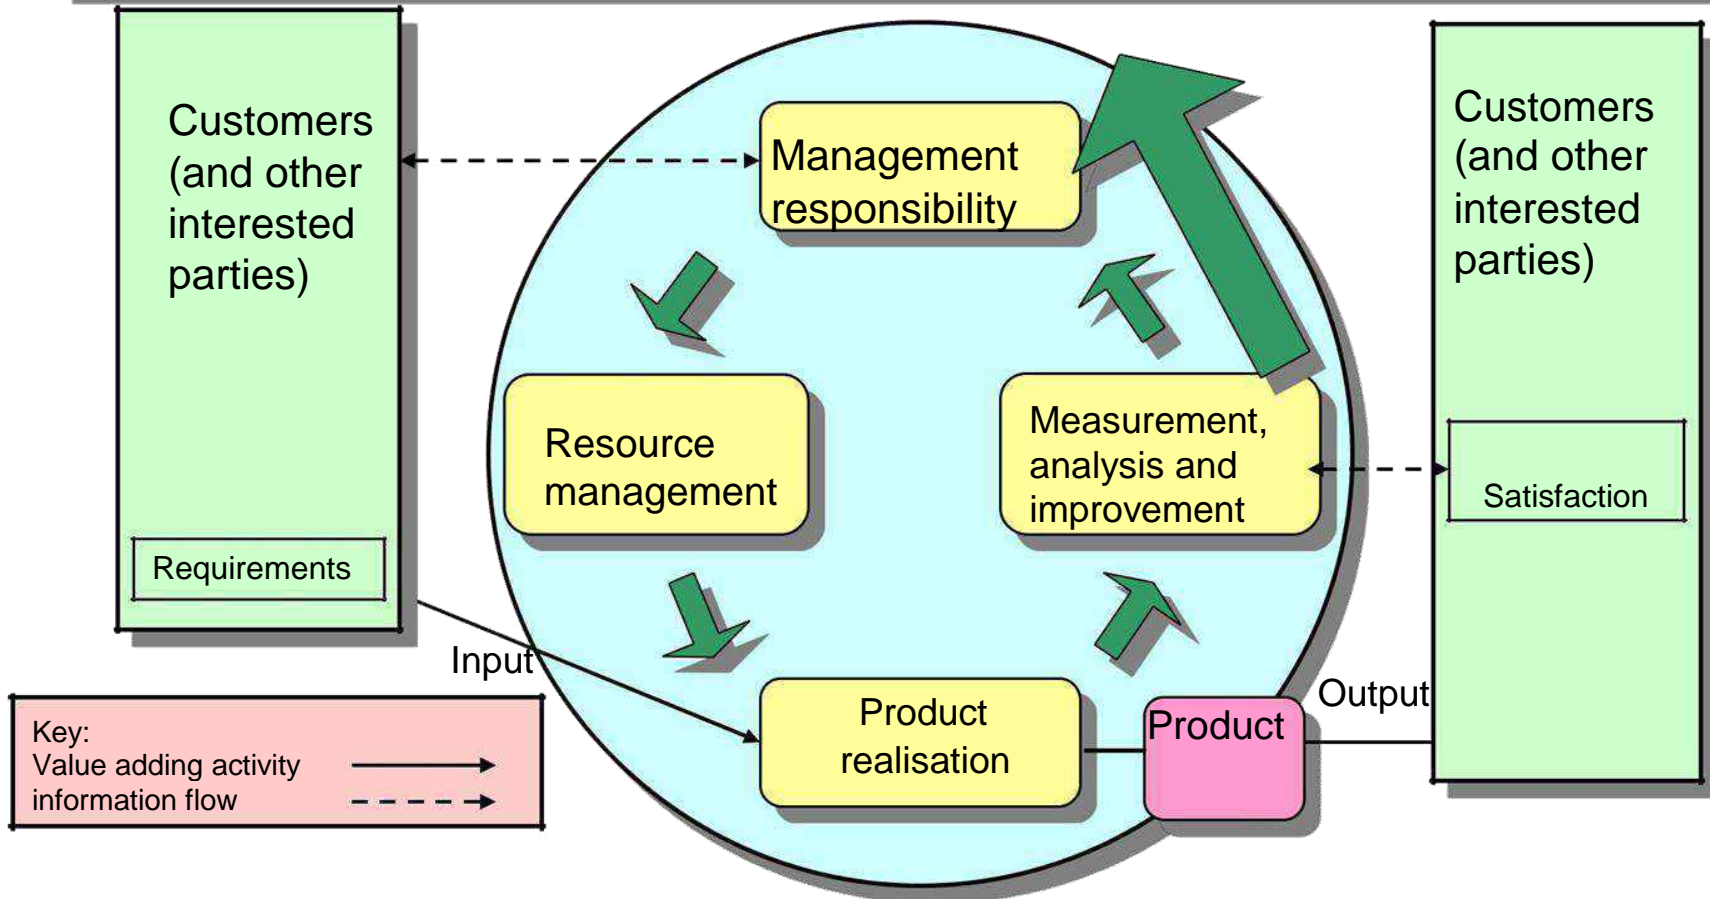 Customers
(and other
interested
parties)
Requirements
Management
responsibility
Resource
management
Measurement,
analysis and
improvement
Product
realisation
Product
Input
Output
Customers
(and other
interested
parties)
Satisfaction
Key:
Value adding activity
information flow